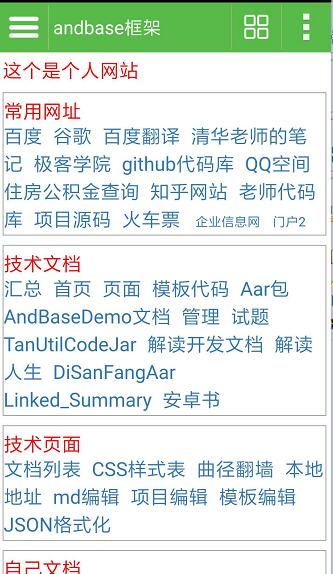 andbase框架
这个是个人网站
常用网址
百度 谷歌 百度翻译 清华老师的笔
记 极客学院 github代码库 QQ空间
住房公积金查询 知乎网站 老师代码
库 项目源码 火车票 企业信息网 门户2
技术文档
汇总 首页 页面 模板代码 Aar包
AndBaseDemo文档 管理 试题
TanUtilCodeJar 解读开发文档 解读
人生 DiSanFangAar
Linked_Summary 安卓书
技术页面
文档列表 CSS样式表 曲径翻墙 本地
地址 md编辑 项目编辑 模板编辑
JSON格式化
自己文档